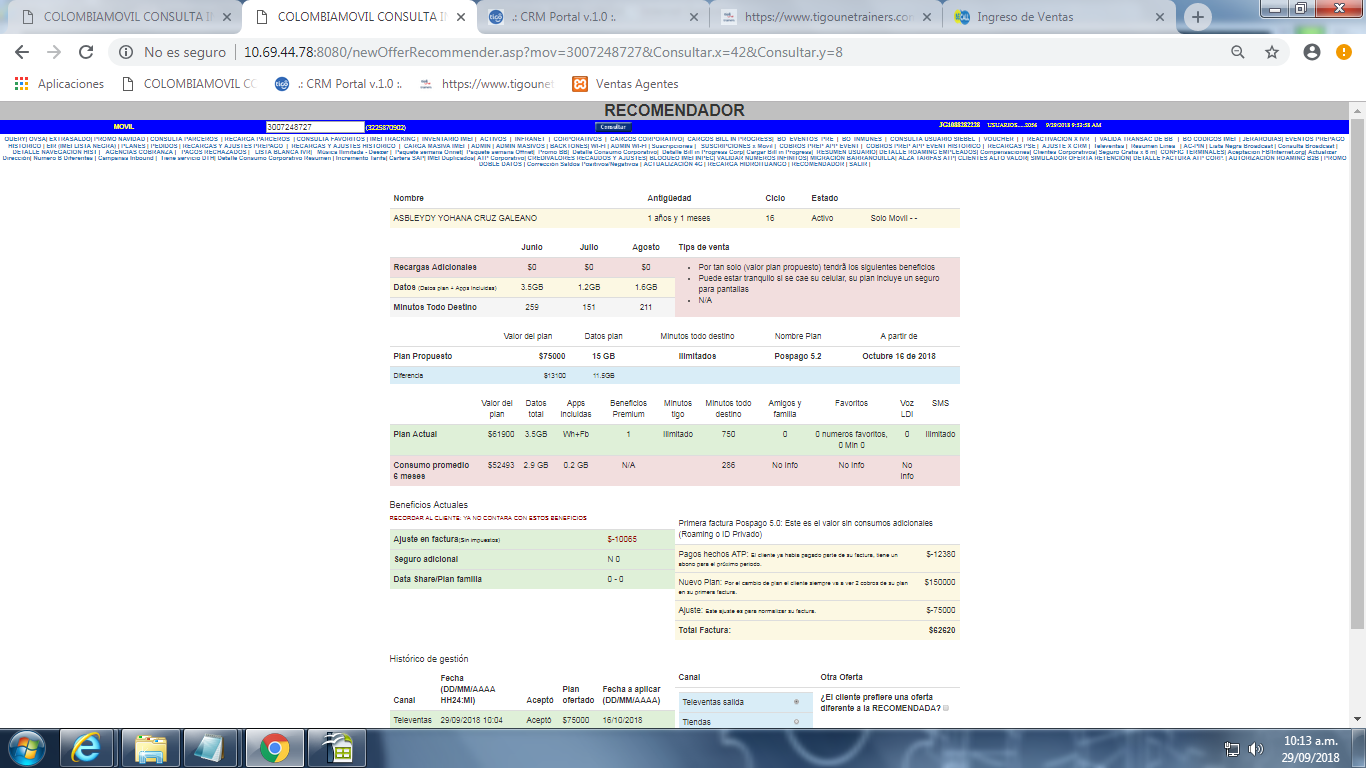 COLOMBIAMOVIL CONSULTA IN
COLOMBIAMOVIL CONSULTA IN
.: CRM Portal v.1.0 :.
https://www.tigounetrainers.co
Ingreso de Ventas
No es seguro | 10.69.44.78:8080/newOfferRecommender.asp?mov=3007248727&Consultar.x=42&Consultar.y=8
Aplicaciones COLOMBIAMOVIL CO .: CRM Portal v.1.0 :. https://www.tigounet Ventas Agentes
RECOMENDADOR
MOVIL 3007248727 (3225870902) Consultar JG1088282228 USUARIOS.....2056 9/29/2018 9:53:58 AM
Nombre Antigüedad Ciclo Estado
ASBLEYDY YOHANA CRUZ GALEANO 1 años y 1 meses 16 Activo Solo Movil - -
Junio Julio Agosto Tips de venta
Recargas Adicionales $0 $0 $0
Datos (Datos plan + Apps incluidas) 3.5GB 1.2GB 1.6GB
Minutos Todo Destino 259 151 211
Por tan solo (valor plan propuesto) tendrã los siguientes beneficios
Puede estar tranquilo si se cae su celular, su plan incluye un seguro
para pantallas
N/A
Valor del plan Datos plan Minutos todo destino Nombre Plan A partir de
Plan Propuesto $75000 15 GB Ilimitados Pospago 5.2 Octubre 16 de 2018
Diferencia $13100 11.5GB
Valor del plan Datos total Apps incluidas Beneficios Premium Minutos tigo Minutos todo destino Amigos y familia Favoritos Voz LDI SMS
Plan Actual $61900 3.5GB Wh+Fb 1 Ilimitado 750 0 0 numeros favoritos, 0 Min 0 0 Ilimitado
Consumo promedio 6 meses $52493 2.9 GB 0.2 GB N/A 286 No Info No Info No Info
Beneficios Actuales
RECORDAR AL CLIENTE: YA NO CONTARA CON ESTOS BENEFICIOS
Ajuste en factura(Sin impuestos) $-10065
Seguro adicional N 0
Data Share/Plan familia 0 - 0
Primera factura Pospago 5.0: Este es el valor sin consumos adicionales
(Roaming o ID Privado)
Pagos hechos ATP: El cliente ya habia pagado parte de su factura, tiene un $-12380
abono para el próximo periodo.
Nuevo Plan: Por el cambio de plan el cliente siempre va a ver 2 cobros de su plan $150000
en su primera factura.
Ajuste: Este ajuste es para normalizar su factura. $-75000
Total Factura: $62620
Histórico de gestión
Canal Fecha (DD/MM/AAAA HH24:MI) Aceptó Plan ofertado Fecha a aplicar (DD/MM/AAAA)
Televentas 29/09/2018 10:04 Aceptó $75000 16/10/2018
Canal Otra Oferta
Televentas salida
Tiendas
¿El cliente prefiere una oferta
diferente a la RECOMENDADA?
10:13 a.m.
29/09/2018